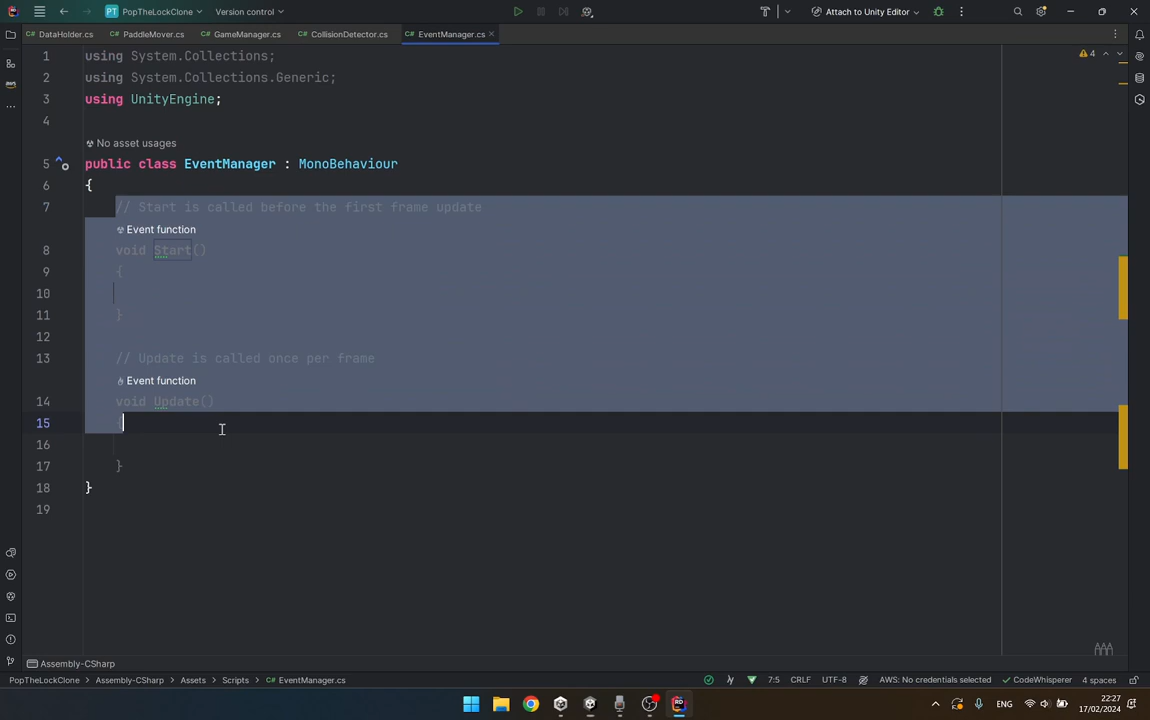 PT PopTheLockClone Version control Attach to Unity Editor
C# DataHolder.cs C# PaddleMover.cs C# GameManager.cs C# CollisionDetector.cs C# EventManager.cs
1 using System.Collections; 4
2 using System.Collections.Generic;
3 using UnityEngine;
4
No asset usages
5 public class EventManager : MonoBehaviour
6 {
7 // Start is called before the first frame update
Event function
8 void Start()
9 {
10
11 }
12
13 // Update is called once per frame
Event function
14 void Update()
15 {
16
17 }
18 }
19
Assembly-CSharp
PopTheLockClone Assembly-CSharp Assets Scripts C# EventManager.cs 7:5 CRLF UTF-8 AWS: No credentials selected CodeWhisperer 4 spaces
RD ENG 22:27
17/02/2024